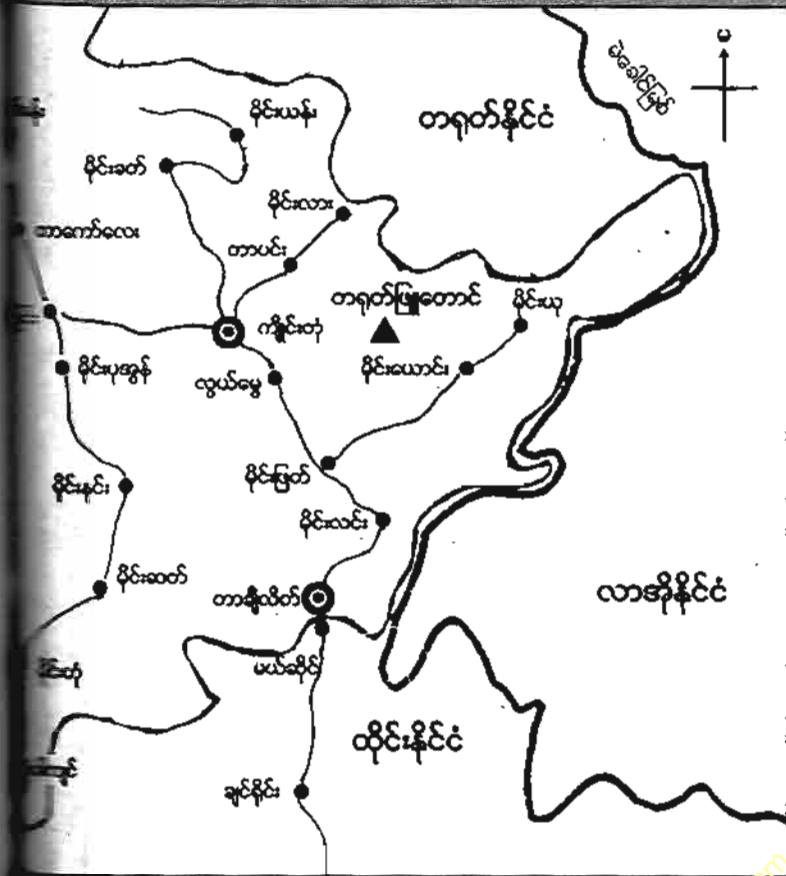 မဲခေါင်မြစ်
မ
မိုင်းယန်း
တရုတ်နိုင်ငံ
မိုင်းခတ်
မိုင်းလား
တာကော်လေး
တာပင်း
တရုတ်ဖြူတောင်
မိုင်းယု
ကျိုင်းတုံ
မိုင်းပုအွန်
လွယ်မွေ
မိုင်းယောင်း
မိုင်းဖြတ်
မိုင်းနင်း
မိုင်းလင်း
မိုင်းဆတ်
တာချီလိတ်
လာအိုနိုင်ငံ
မယ်ဆိုင်
မိုင်းတုံ
ထိုင်းနိုင်ငံ
ချင်ရိုင်း